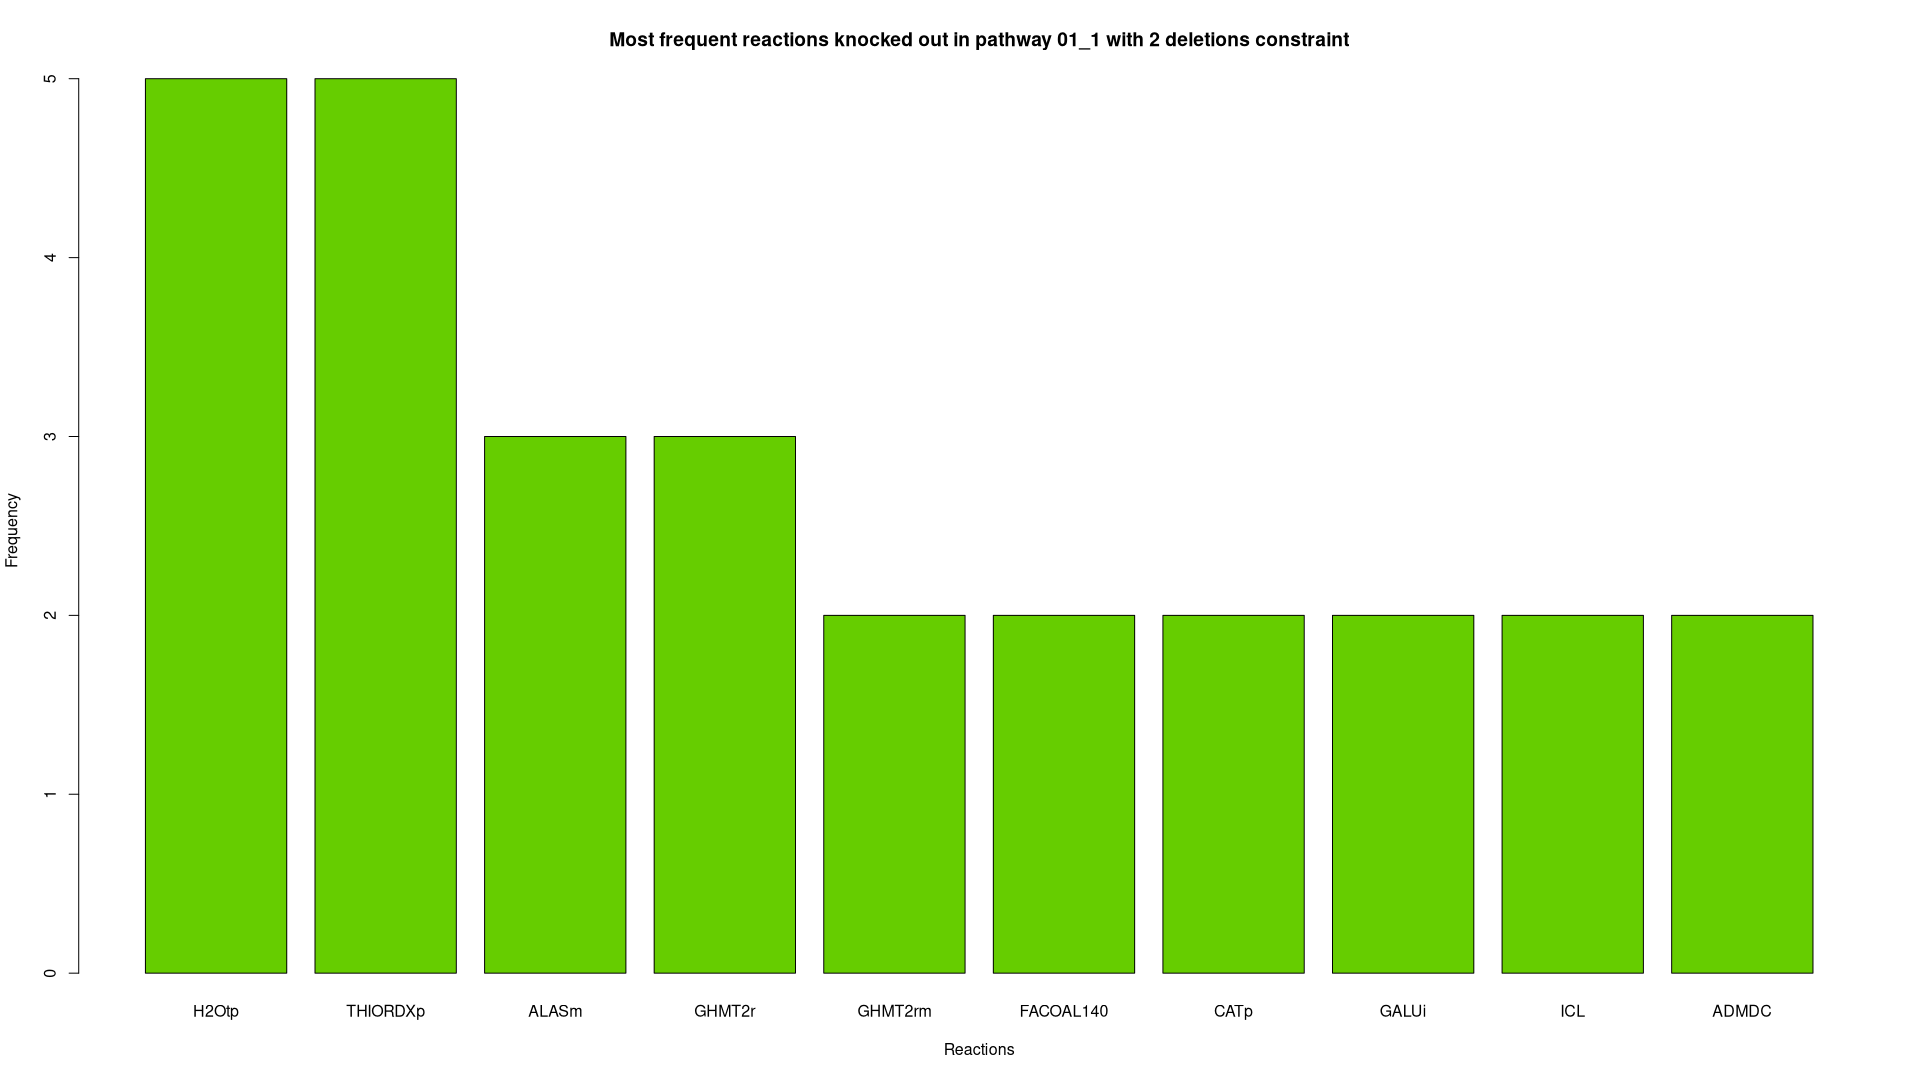 Most frequent reactions knocked out in pathway 01_1 with 2 deletions constraint
5
4
3
2
1
0
Frequency
H2Otp THIORDXp ALASm GHMT2r GHMT2rm FACOAL140 CATp GALUi ICL ADMDC
Reactions